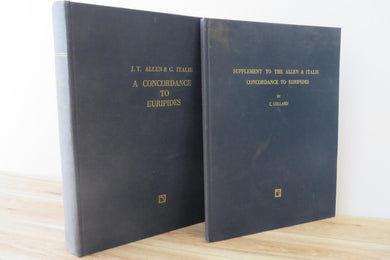 J. T. ALLEN & G. ITALIE
A CONCORDANCE
TO
EURIPIDES
SUPPLEMENT TO THE ALLEN & ITALIE
CONCORDANCE TO EURIPIDES
BY
C. COLLARD